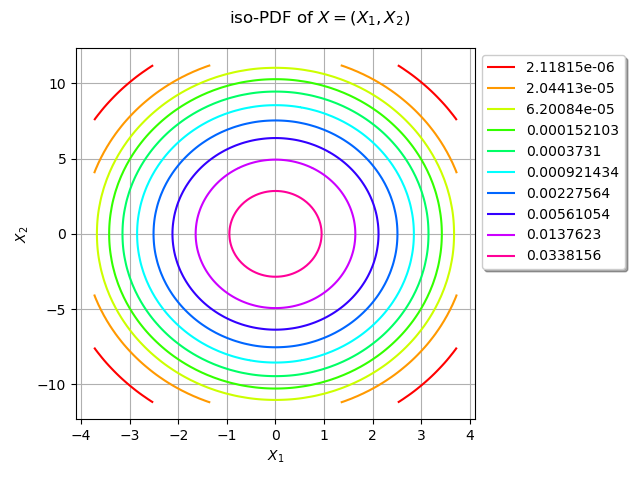 iso-PDF of X = (X₁, X₂)
2.11815e-06
2.04413e-05
6.20084e-05
0.000152103
0.0003731
0.000921434
0.00227564
0.00561054
0.0137623
0.0338156
10
5
0
−5
−10
X₂
−4 −3 −2 −1 0 1 2 3 4
X₁